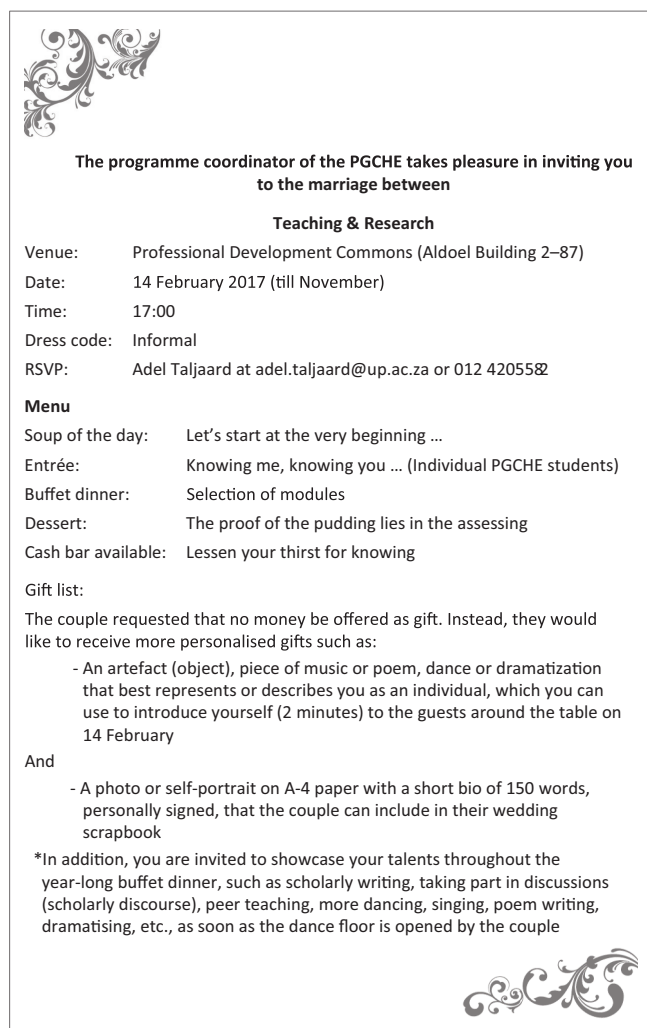 The programme coordinator of the PGCHE takes pleasure in inviting you
to the marriage between
Teaching & Research
Venue: Professional Development Commons (Aldoel Building 2–87)
Date: 14 February 2017 (till November)
Time: 17:00
Dress code: Informal
RSVP: Adel Taljaard at adel.taljaard@up.ac.za or 012 4205582
Menu
Soup of the day: Let’s start at the very beginning ...
Entrée: Knowing me, knowing you ... (Individual PGCHE students)
Buffet dinner: Selection of modules
Dessert: The proof of the pudding lies in the assessing
Cash bar available: Lessen your thirst for knowing
Gift list:
The couple requested that no money be offered as gift. Instead, they would
like to receive more personalised gifts such as:
- An artefact (object), piece of music or poem, dance or dramatization
that best represents or describes you as an individual, which you can
use to introduce yourself (2 minutes) to the guests around the table on
14 February
And
- A photo or self-portrait on A-4 paper with a short bio of 150 words,
personally signed, that the couple can include in their wedding
scrapbook
*In addition, you are invited to showcase your talents throughout the
year-long buffet dinner, such as scholarly writing, taking part in discussions
(scholarly discourse), peer teaching, more dancing, singing, poem writing,
dramatising, etc., as soon as the dance floor is opened by the couple